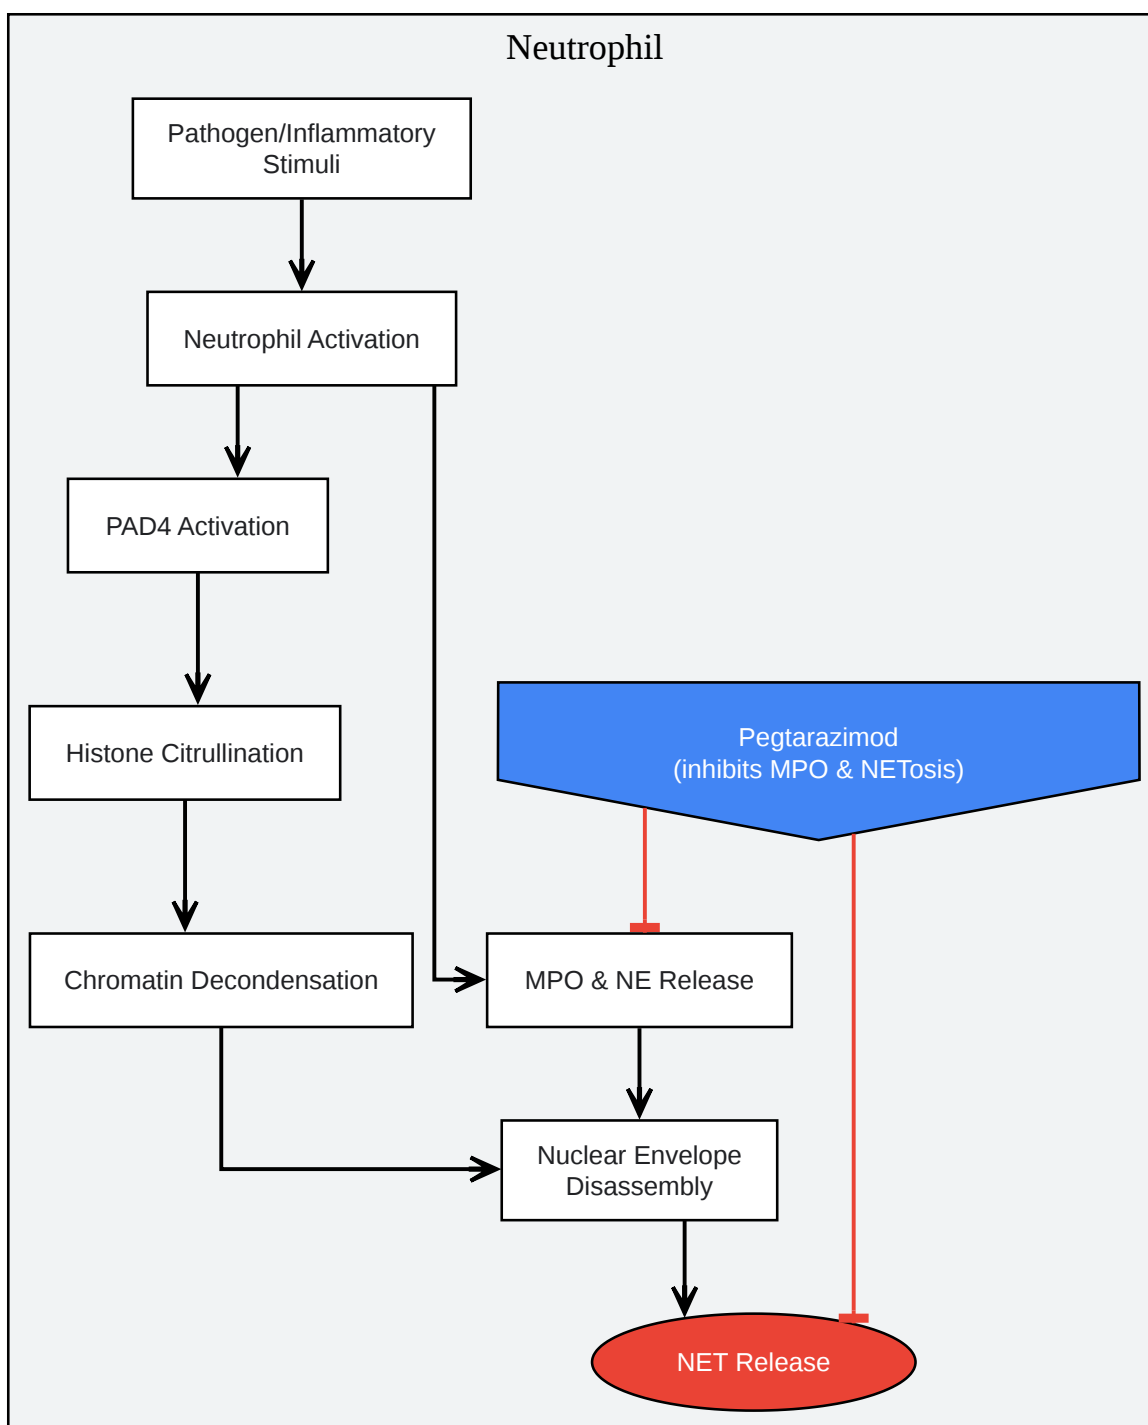 Neutrophil
Pathogen/Inflammatory
Stimuli
Neutrophil Activation
PAD4 Activation
Histone Citrullination
Pegtarazimod
(inhibits MPO & NETosis)
Chromatin Decondensation
MPO & NE Release
Nuclear Envelope
Disassembly
NET Release